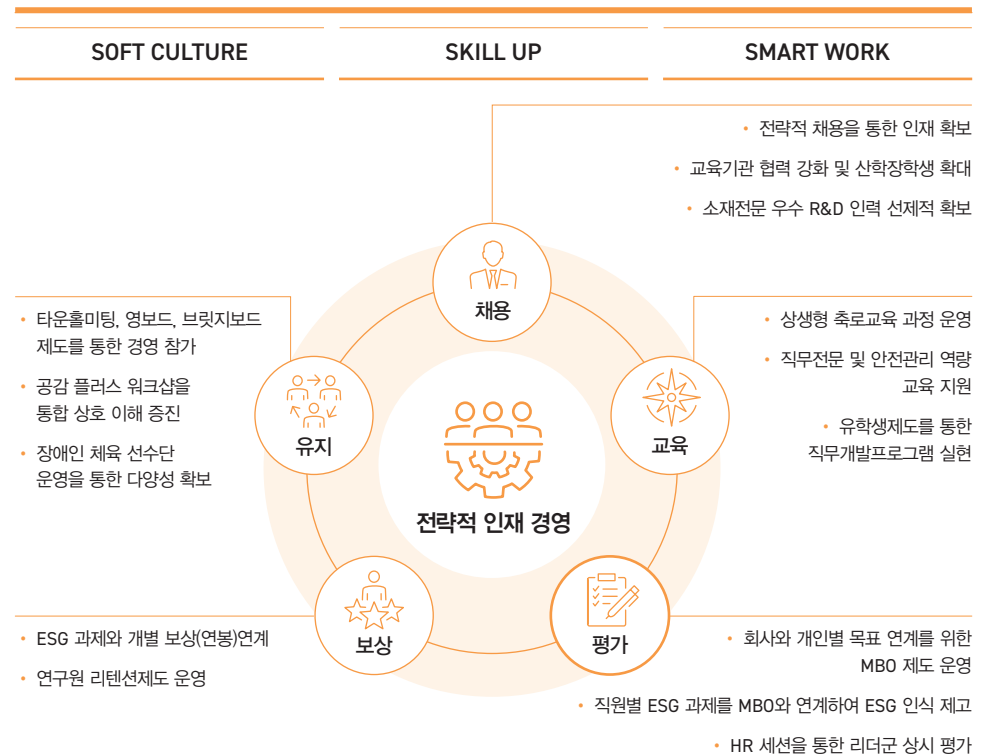 SOFT CULTURE
SKILL UP
SMART WORK
• 전략적 채용을 통한 인재 확보
• 교육기관 협력 강화 및 산학장학생 확대
• 소재전문 우수 R&D 인력 선제적 확보
채용
• 타운홀미팅, 영보드, 브릿지보드
제도를 통한 경영 참가
• 공감 플러스 워크샵을
통합 상호 이해 증진
• 장애인 체육 선수단
운영을 통한 다양성 확보
유지
• 상생형 축로교육 과정 운영
• 직무전문 및 안전관리 역량
교육 지원
• 유학생제도를 통한
직무개발프로그램 실현
교육
전략적 인재 경영
• ESG 과제와 개별 보상(연봉)연계
• 연구원 리텐션제도 운영
보상
평가
• 회사와 개인별 목표 연계를 위한
MBO 제도 운영
• 직원별 ESG 과제를 MBO와 연계하여 ESG 인식 제고
• HR 세션을 통한 리더군 상시 평가